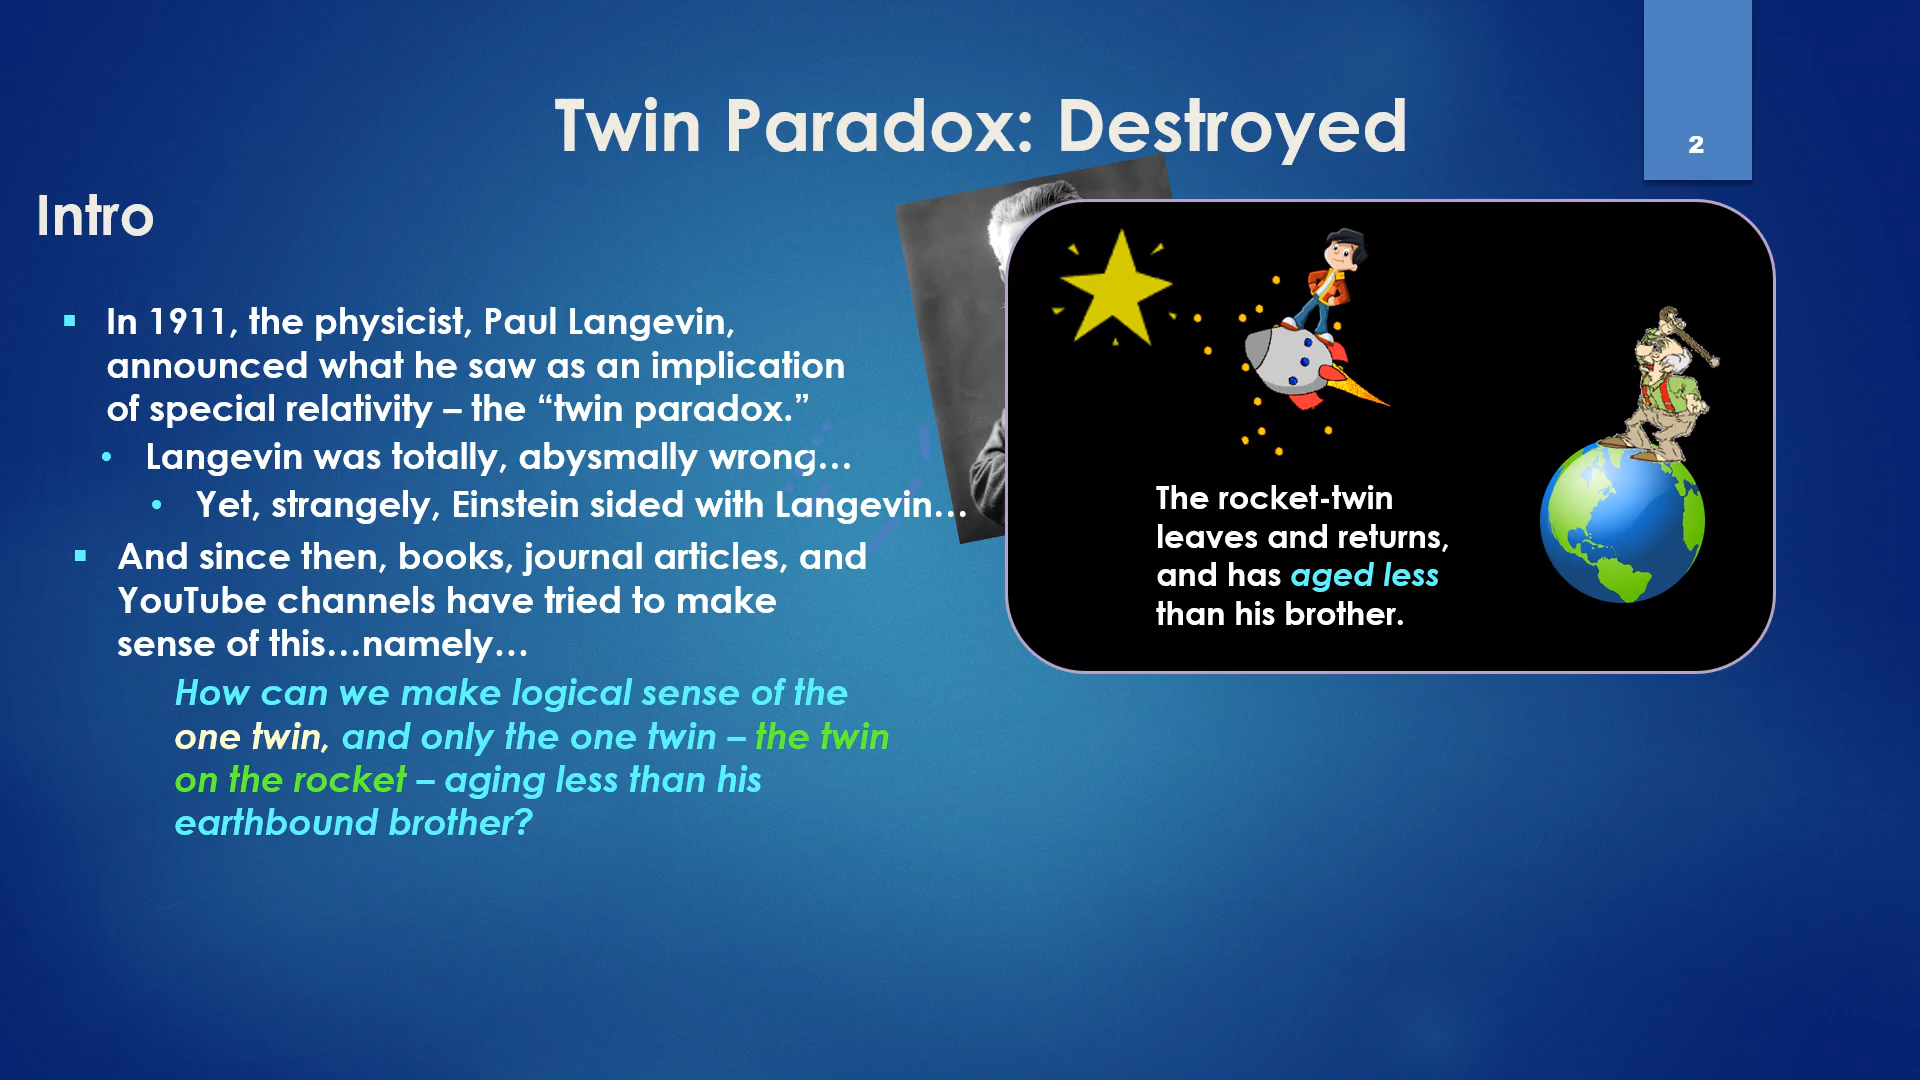 Twin Paradox: Destroyed
2
Intro
▪ In 1911, the physicist, Paul Langevin,
announced what he saw as an implication
of special relativity – the “twin paradox.”
• Langevin was totally, abysmally wrong…
• Yet, strangely, Einstein sided with Langevin…
▪ And since then, books, journal articles, and
YouTube channels have tried to make
sense of this…namely…
How can we make logical sense of the
one twin, and only the one twin – the twin
on the rocket – aging less than his
earthbound brother?
The rocket-twin
leaves and returns,
and has aged less
than his brother.